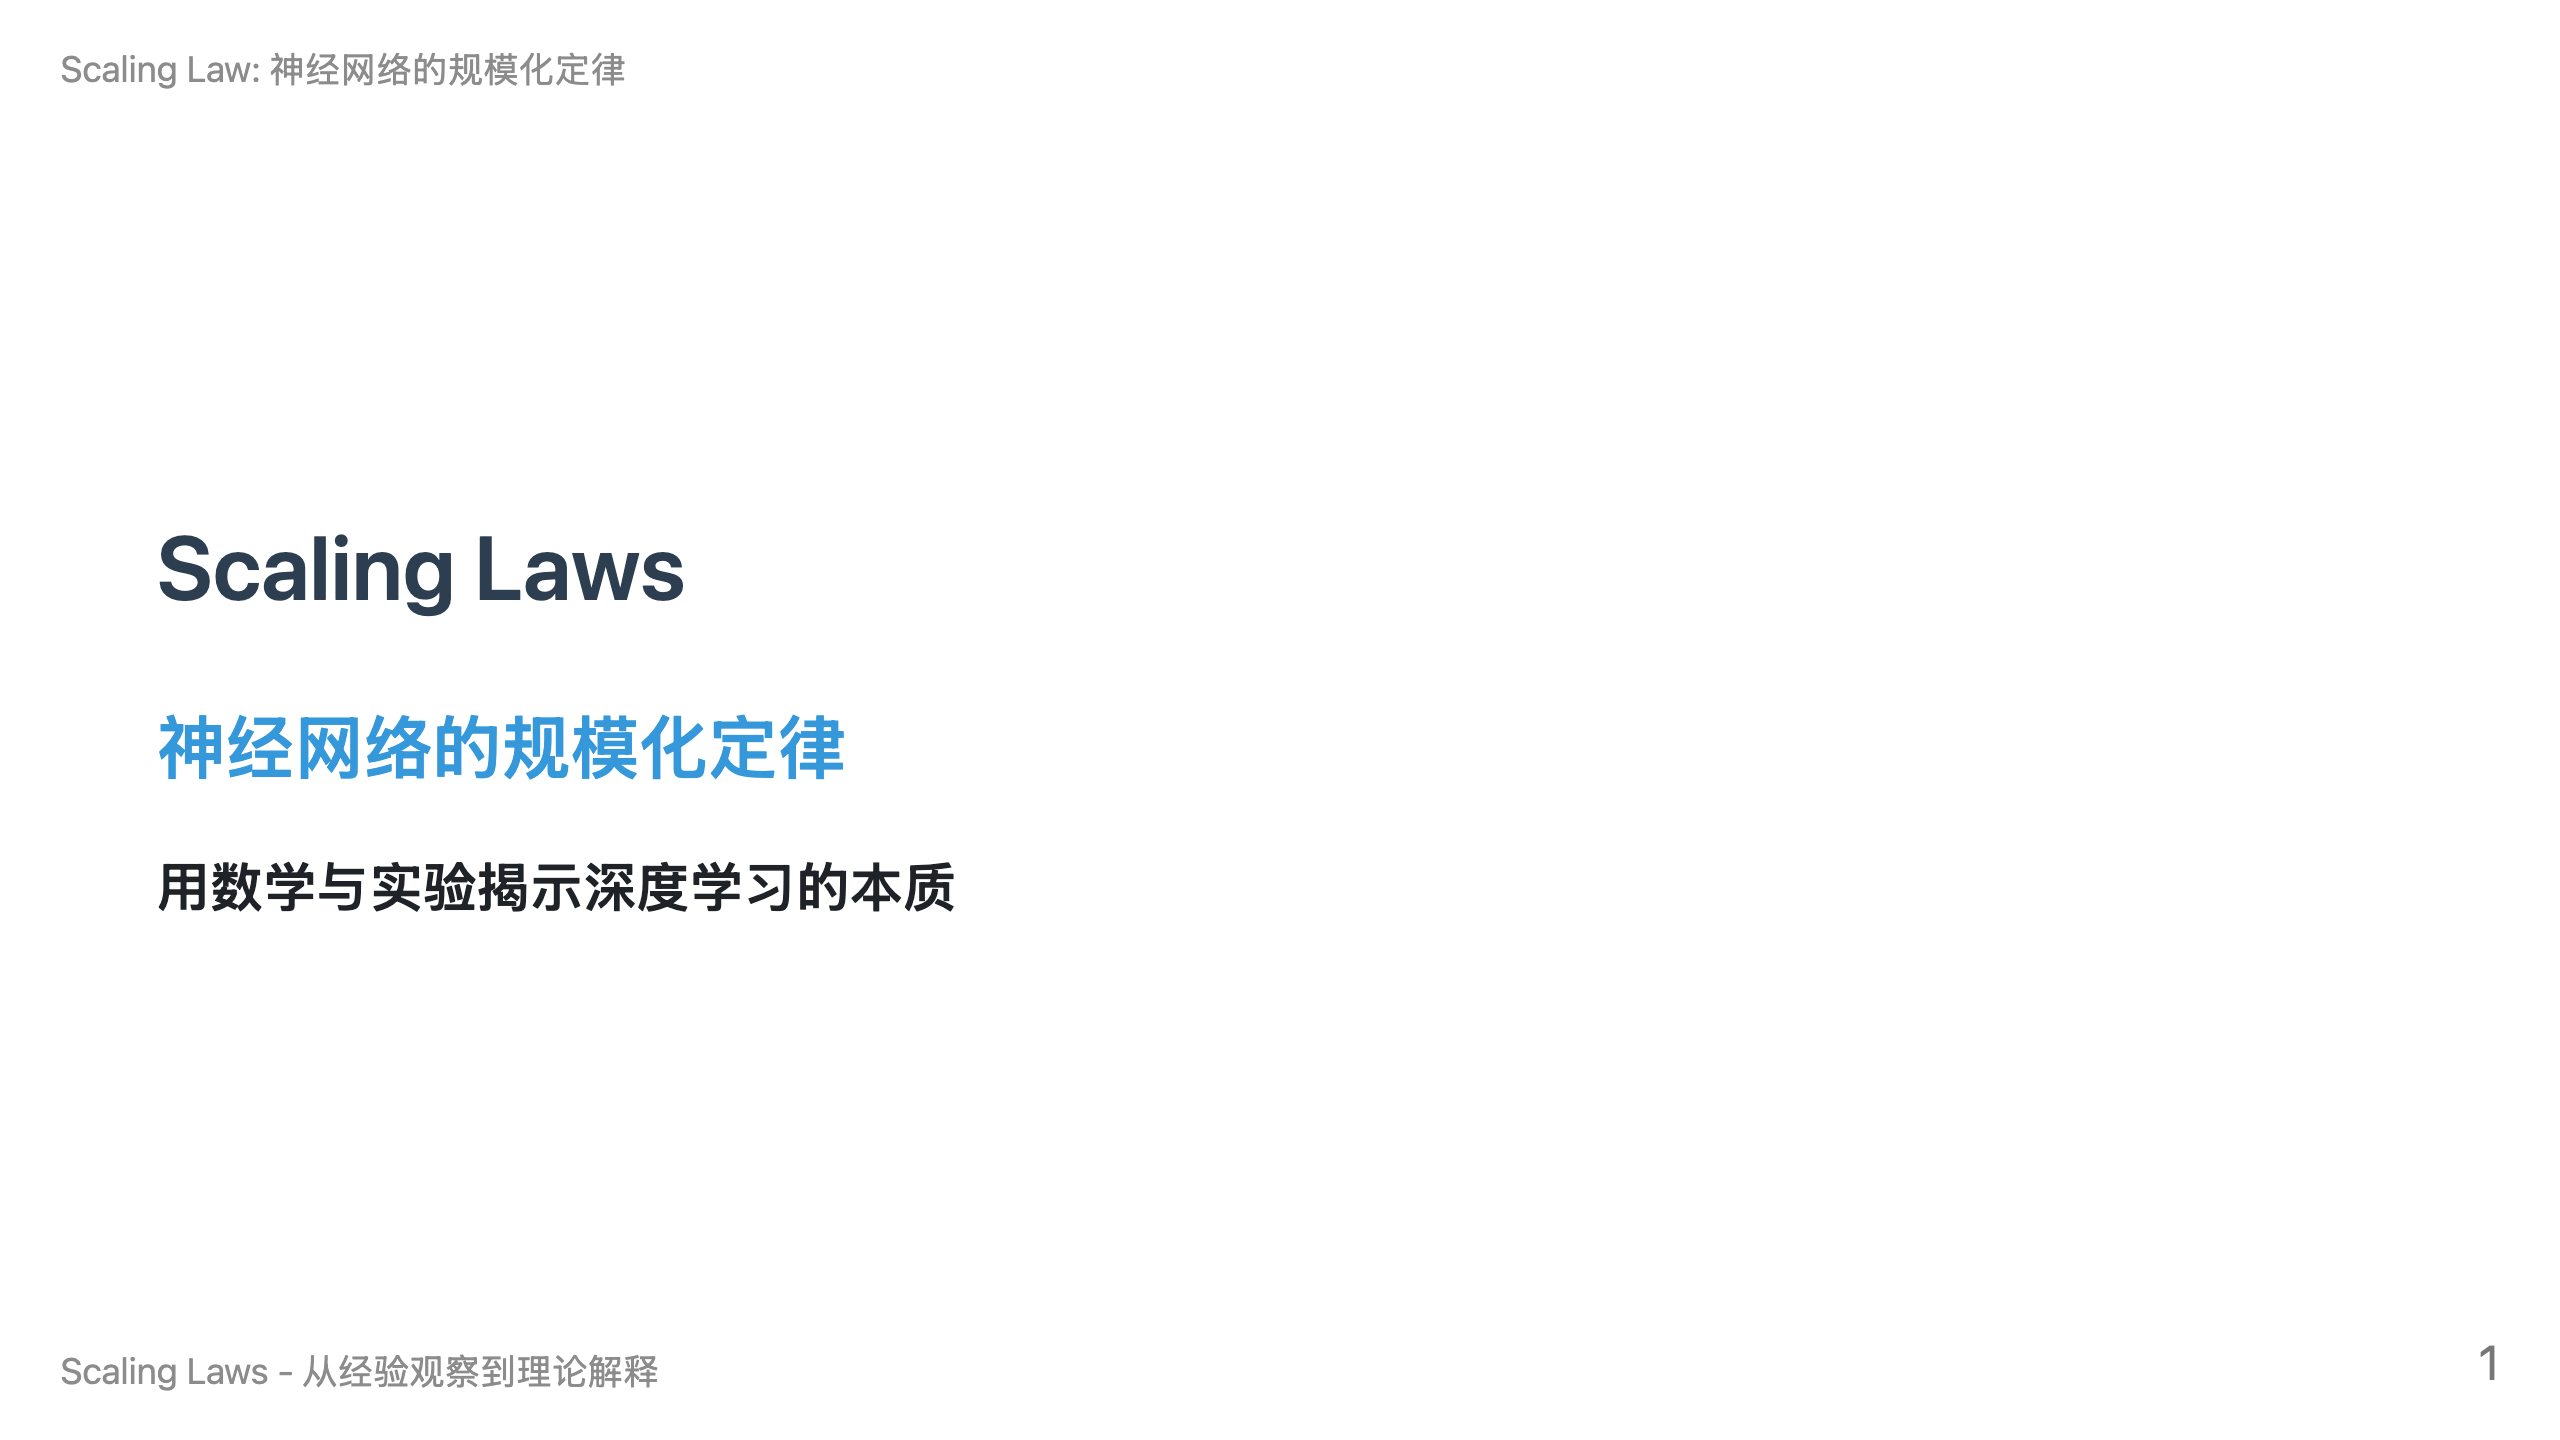 Scaling Law: 神经网络的规模化定律
Scaling Laws
神经网络的规模化定律
用数学与实验揭示深度学习的本质
Scaling Laws - 从经验观察到理论解释
1